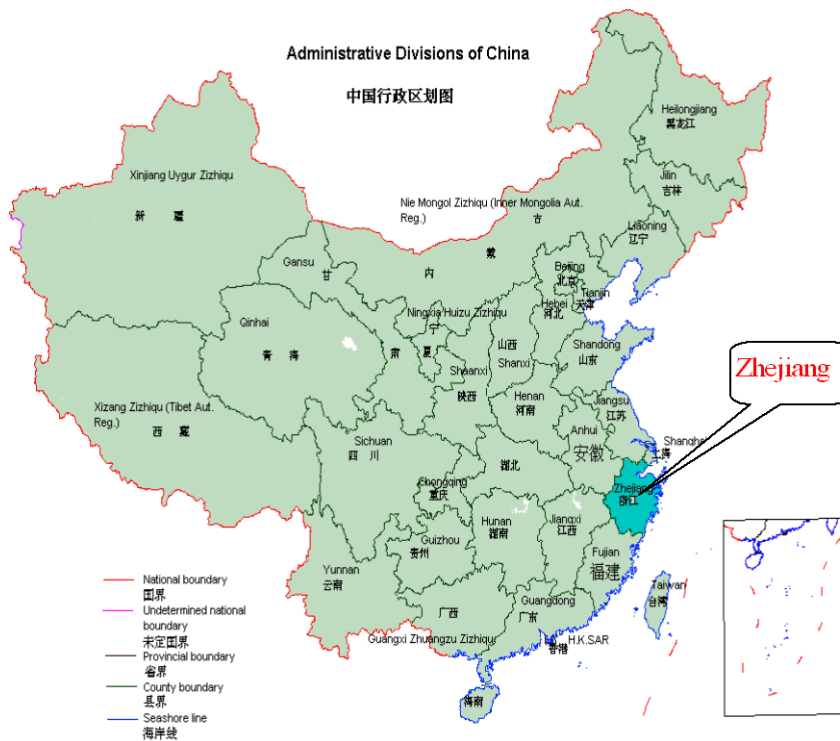 Administrative Divisions of China
中国行政区划图
Heilongjiang
黑龙江
Jilin
吉林
Xinjiang Uygur Zizhiqu
新 疆
Nie Mongol Zizhiqu (Inner Mongolia Aut.
Reg.)
内 蒙 古
Liaoning
辽宁
Gansu
甘 肃
Beijing
北京
Tianjin
天津
Hebei
河北
Ningxia Huizu Zizhiqu
宁
夏
Qinhai
青 海
山西
Shanxi
Shandong
山东
Zhejiang
Shaanxi
陕西
Henan
河南
Jiangsu
江苏
Xizang Zizhiqu (Tibet Aut.
Reg.)
西 藏
Anhui
安徽
Sichuan
四 川
Shangha
上海
湖北
Chongqing
重庆
Zhejiang
浙江
Hunan
湖南
Jiangxi
江西
Guizhou
贵州
Fujian
福建
Yunnan
云南
Taiwan
台湾
广西
Guangdong
广东
Guangxi Zhuangzu Zizhiqu
H.K.SAR
香港
海南
National boundary
国界
Undetermined national
boundary
未定国界
Provincial boundary
省界
County boundary
县界
Seashore line
海岸线